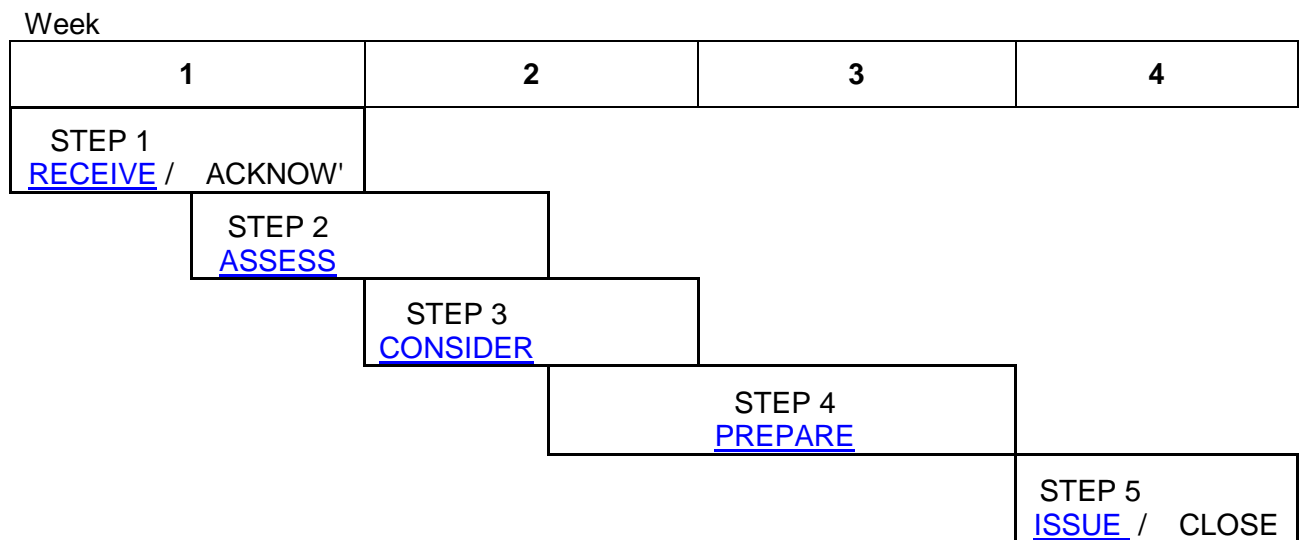 Week
1 2 3 4
STEP 1
RECEIVE / ACKNOW'
STEP 2
ASSESS
STEP 3
CONSIDER
STEP 4
PREPARE
STEP 5
ISSUE / CLOSE